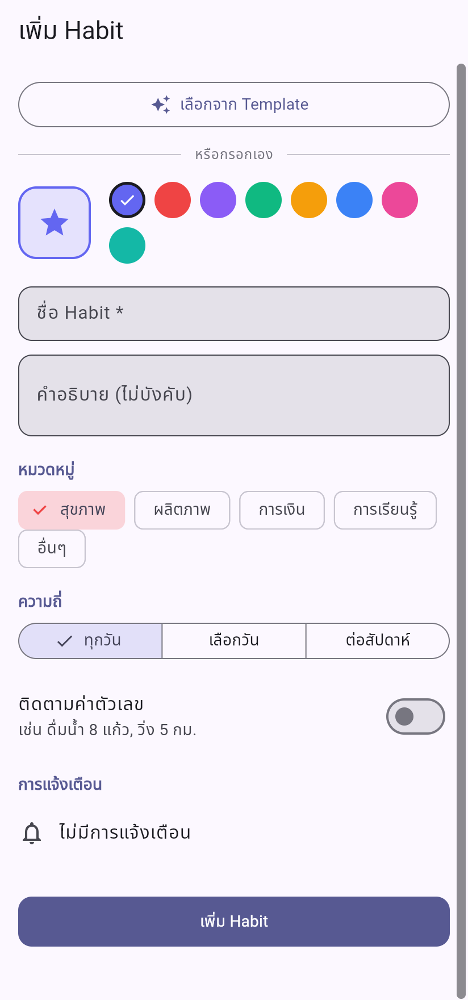 เพิ่ม Habit
เลือกจาก Template
หรือกรอกเอง
ชื่อ Habit *
คำอธิบาย (ไม่บังคับ)
หมวดหมู่
สุขภาพ ผลิตภาพ การเงิน การเรียนรู้
อื่นๆ
ความถี่
ทุกวัน เลือกวัน ต่อสัปดาห์
ติดตามค่าตัวเลข
เช่น ดื่มน้ำ 8 แก้ว, วิ่ง 5 กม.
การแจ้งเตือน
ไม่มีการแจ้งเตือน
เพิ่ม Habit